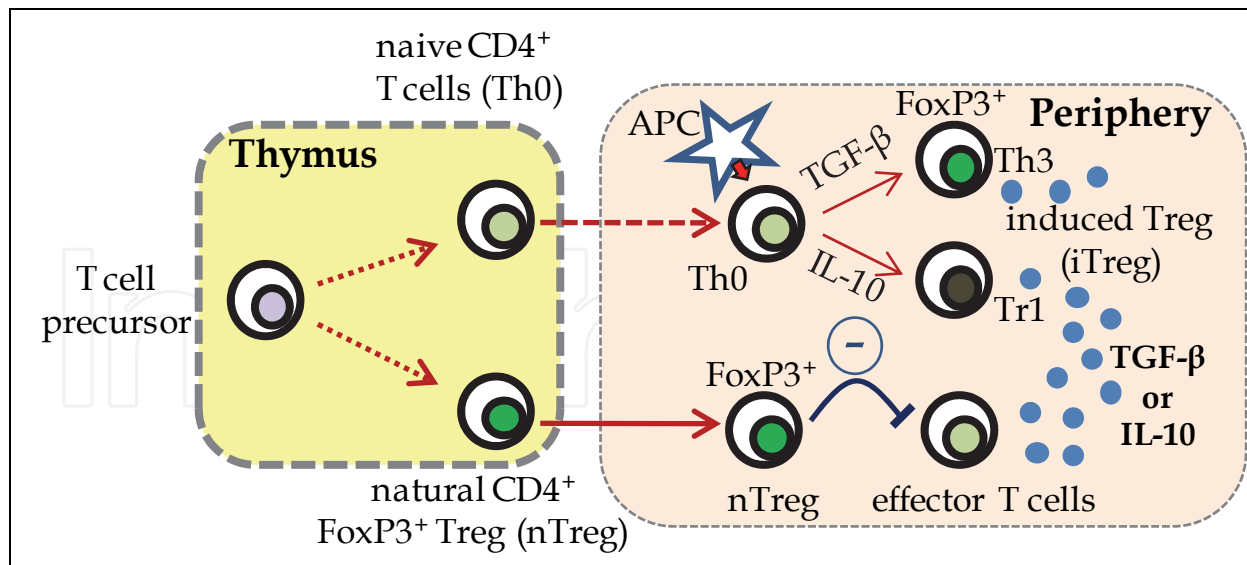 naive CD4⁺
T cells (Th0)
Thymus
T cell
precursor
natural CD4⁺
FoxP3⁺ Treg (nTreg)
Periphery
APC
Th0
TGF-β
IL-10
FoxP3⁺
Th3
induced Treg
(iTreg)
Tr1
FoxP3⁺
nTreg
−
effector T cells
TGF-β
or
IL-10